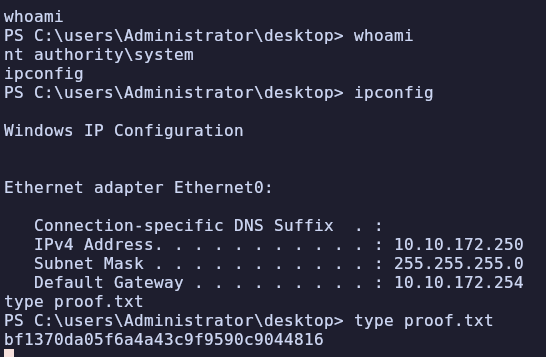 whoami
PS C:\users\Administrator\desktop> whoami
nt authority\system
ipconfig
PS C:\users\Administrator\desktop> ipconfig
Windows IP Configuration
Ethernet adapter Ethernet0:
   Connection-specific DNS Suffix  . :
   IPv4 Address. . . . . . . . . . . : 10.10.172.250
   Subnet Mask . . . . . . . . . . . : 255.255.255.0
   Default Gateway . . . . . . . . . : 10.10.172.254
type proof.txt
PS C:\users\Administrator\desktop> type proof.txt
bf1370da05f6a4a43c9f9590c9044816